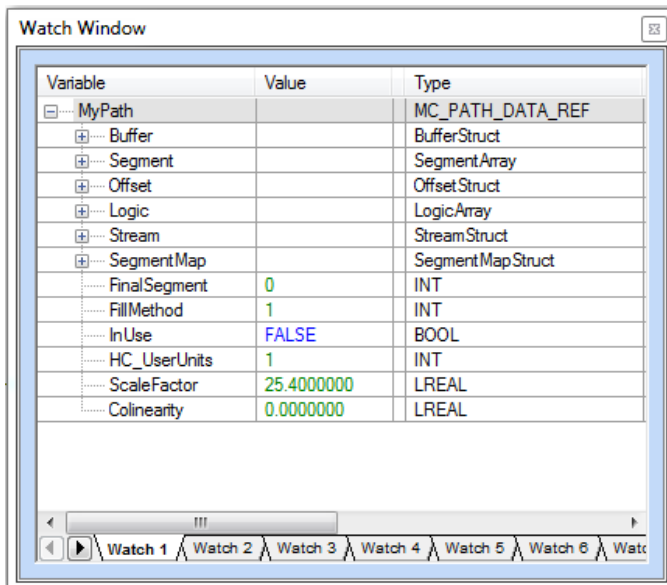 Watch Window
Variable Value Type
MyPath MC_PATH_DATA_REF
Buffer BufferStruct
Segment SegmentArray
Offset OffsetStruct
Logic LogicArray
Stream StreamStruct
SegmentMap SegmentMapStruct
FinalSegment 0 INT
FillMethod 1 INT
InUse FALSE BOOL
HC_UserUnits 1 INT
ScaleFactor 25.4000000 LREAL
Colinearity 0.0000000 LREAL
Watch 1 Watch 2 Watch 3 Watch 4 Watch 5 Watch 6 Watc